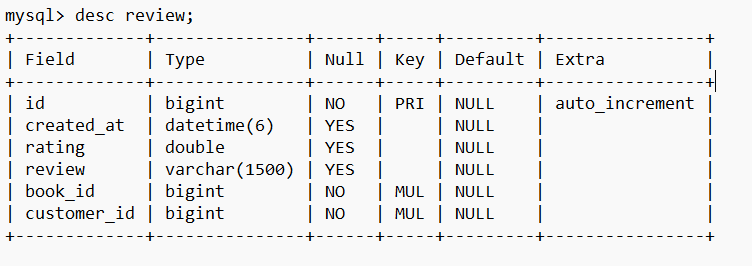 mysql> desc review;
+-------------+---------------+------+-----+---------+----------------+
| Field       | Type          | Null | Key | Default | Extra          |
+-------------+---------------+------+-----+---------+----------------+
| id          | bigint        | NO   | PRI | NULL    | auto_increment |
| created_at  | datetime(6)   | YES  |     | NULL    |                |
| rating      | double        | YES  |     | NULL    |                |
| review      | varchar(1500) | YES  |     | NULL    |                |
| book_id     | bigint        | NO   | MUL | NULL    |                |
| customer_id | bigint        | NO   | MUL | NULL    |                |
+-------------+---------------+------+-----+---------+----------------+